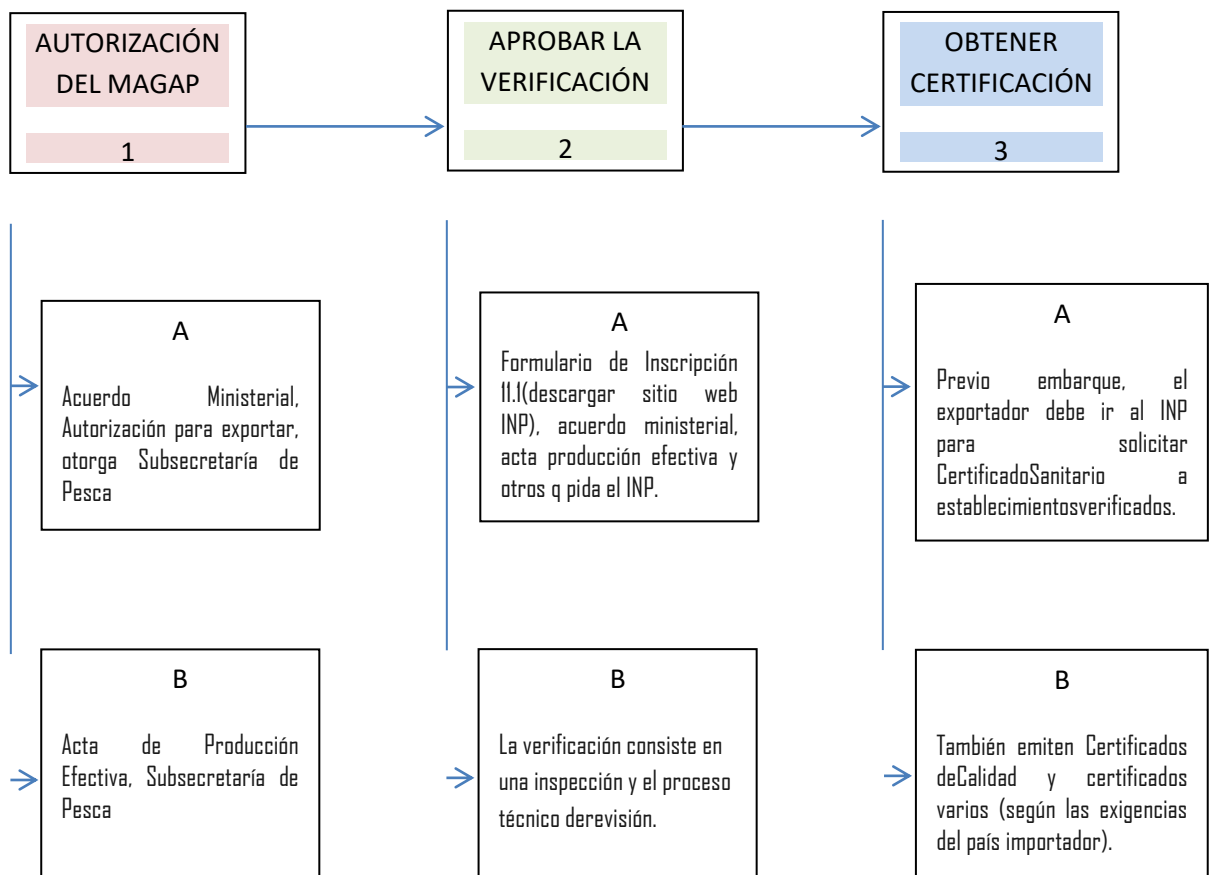 AUTORIZACIÓN
DEL MAGAP
1
APROBAR LA
VERIFICACIÓN
2
OBTENER
CERTIFICACIÓN
3
A
Acuerdo Ministerial,
Autorización para exportar,
otorga Subsecretaría de
Pesca
A
Formulario de Inscripción
11.1(descargar sitio web
INP), acuerdo ministerial,
acta producción efectiva y
otros q pida el INP.
A
Previo embarque, el
exportador debe ir al INP
para solicitar
CertificadoSanitario a
establecimientosverificados.
B
Acta de Producción
Efectiva, Subsecretaría de
Pesca
B
La verificación consiste en
una inspección y el proceso
técnico derevisión.
B
También emiten Certificados
deCalidad y certificados
varios (según las exigencias
del país importador).